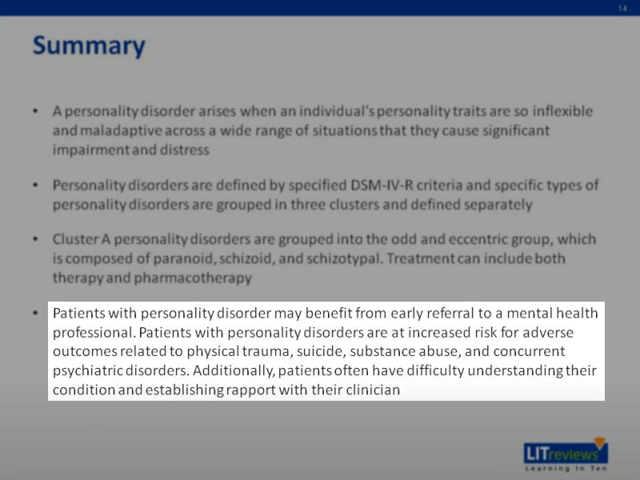 14
Summary
• A personality disorder arises when an individual's personality traits are so inflexible
and maladaptive across a wide range of situations that they cause significant
impairment and distress
• Personality disorders are defined by specified DSM-IV-R criteria and specific types of
personality disorders are grouped in three clusters and defined separately
• Cluster A personality disorders are grouped into the odd and eccentric group, which
is composed of paranoid, schizoid, and schizotypal. Treatment can include both
therapy and pharmacotherapy
• Patients with personality disorder may benefit from early referral to a mental health
professional. Patients with personality disorders are at increased risk for adverse
outcomes related to physical trauma, suicide, substance abuse, and concurrent
psychiatric disorders. Additionally, patients often have difficulty understanding their
condition and establishing rapport with their clinician
LITreviews
Learning In Ten